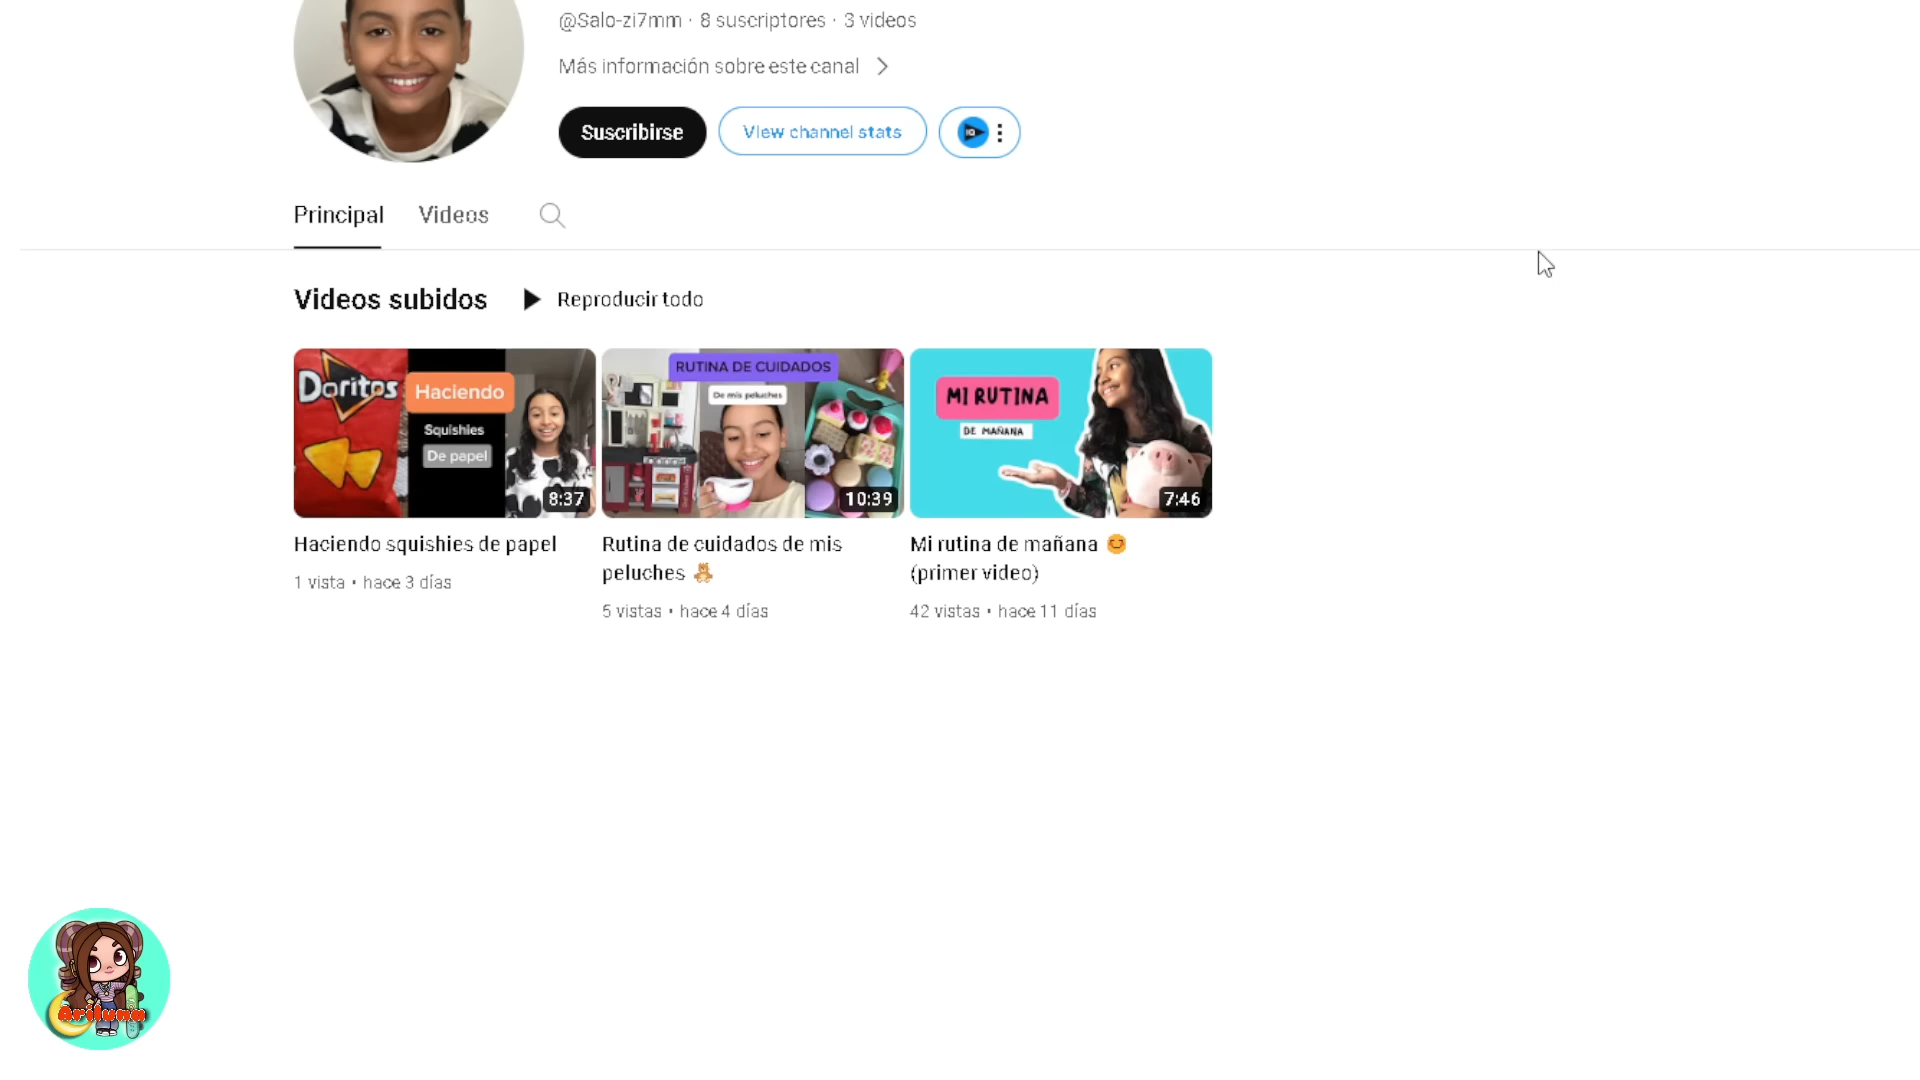 @Salo-zi7mm · 8 suscriptores · 3 videos
Más información sobre este canal
Suscribirse
View channel stats
Principal
Videos
Videos subidos
Reproducir todo
Doritos
Haciendo
Squishies
De papel
8:37
RUTINA DE CUIDADOS
De mis peluches
10:39
MI RUTINA
DE MAÑANA
7:46
Haciendo squishies de papel
1 vista • hace 3 días
Rutina de cuidados de mis
peluches 🧸
5 vistas • hace 4 días
Mi rutina de mañana 😊
(primer video)
42 vistas • hace 11 días
Ariluna